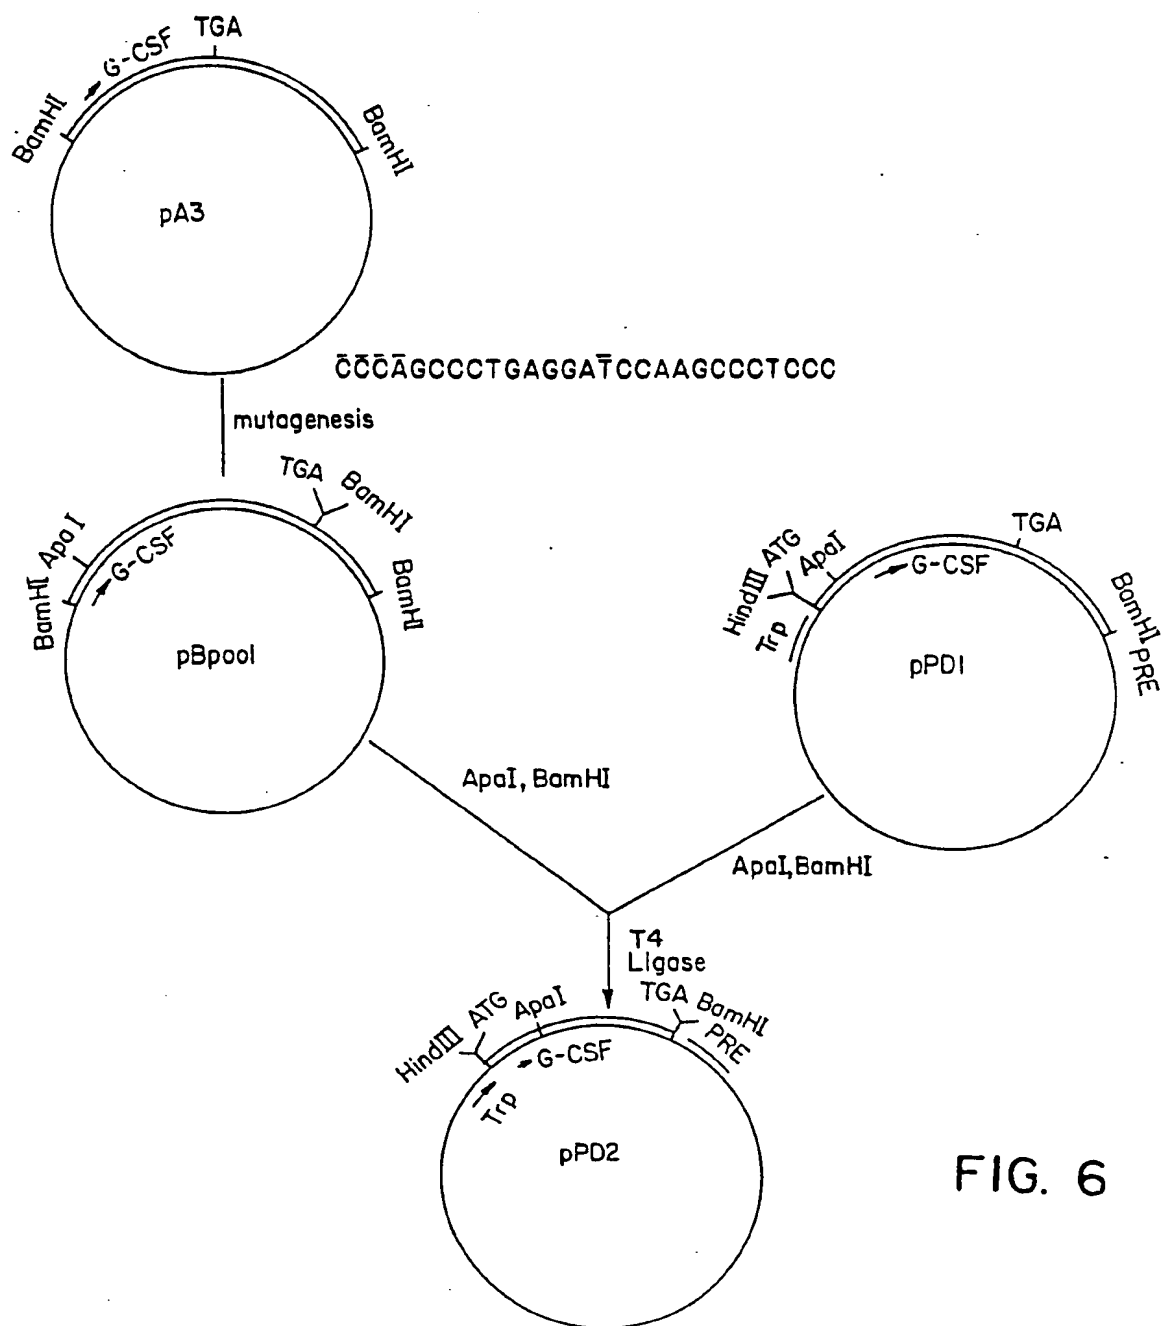 TGA
G-CSF
BamHI
BamHI
pA3
C̄C̄C̄ĀGCCCTGAGGAT̄CCAAGCCCTCCC
mutagenesis
TGA
BamHI
ApaI
BamHI
G-CSF
BamHI
pBpool
TGA
ATG
ApaI
HindIII
G-CSF
Trp
BamHI
PRE
pPD1
ApaI, BamHI
ApaI,BamHI
T4
Ligase
TGA BamHI
ATG
ApaI
HindIII
PRE
G-CSF
Trp
pPD2
FIG. 6